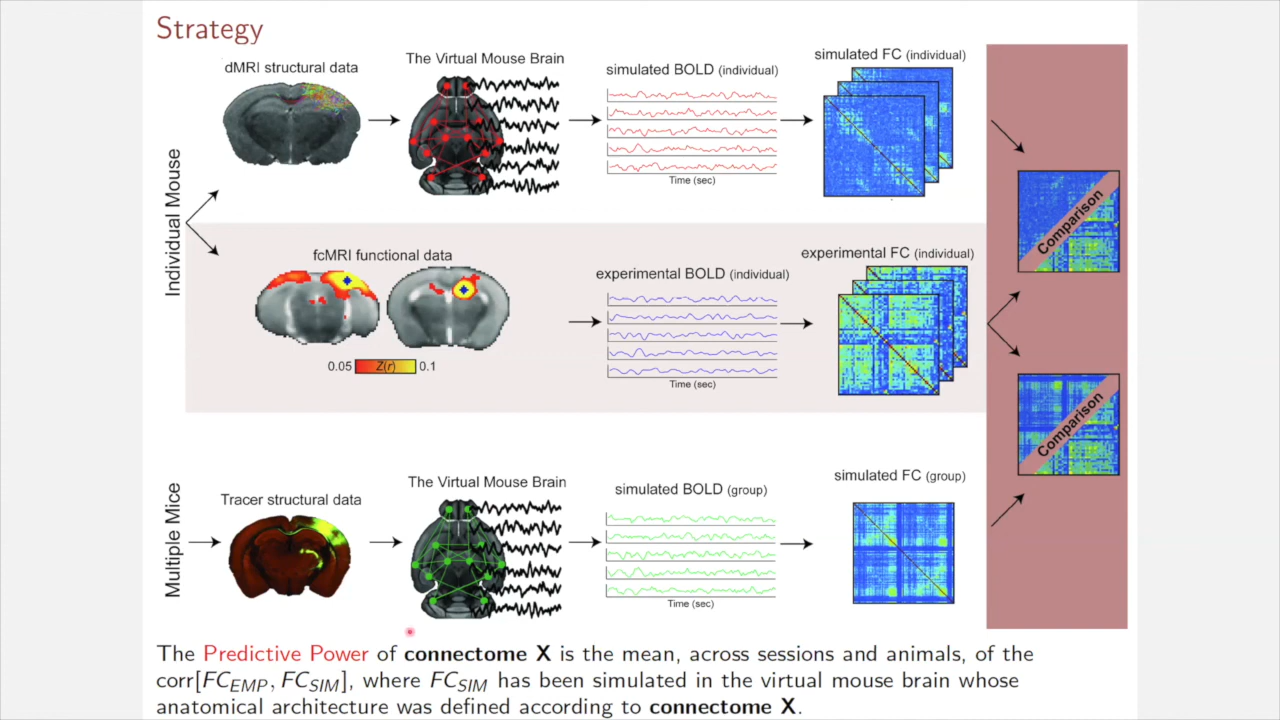 Strategy
dMRI structural data
The Virtual Mouse Brain
simulated BOLD (individual)
Time (sec)
simulated FC (individual)
Individual Mouse
fcMRI functional data
0.05 Z(r) 0.1
experimental BOLD (individual)
Time (sec)
experimental FC (individual)
Comparison
Comparison
Multiple Mice
Tracer structural data
The Virtual Mouse Brain
simulated BOLD (group)
Time (sec)
simulated FC (group)
The Predictive Power of connectome X is the mean, across sessions and animals, of the
corr[FC_EMP, FC_SIM], where FC_SIM has been simulated in the virtual mouse brain whose
anatomical architecture was defined according to connectome X.